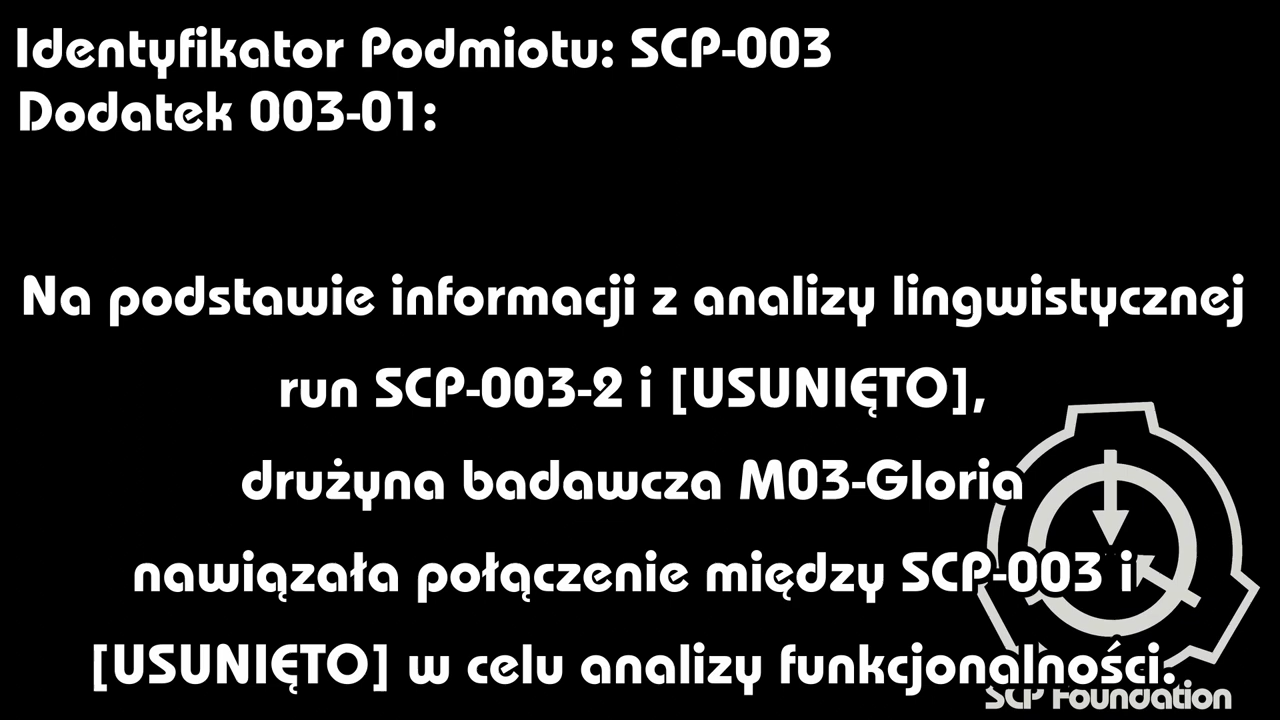 Identyfikator Podmiotu: SCP-003
Dodatek 003-01:
Na podstawie informacji z analizy lingwistycznej
run SCP-003-2 i [USUNIĘTO],
drużyna badawcza M03-Gloria
nawiązała połączenie między SCP-003 i
[USUNIĘTO] w celu analizy funkcjonalności.
SCP Foundation